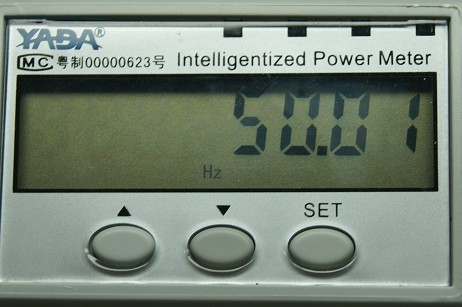 YADA®
MC 粤制00000623号 Intelligentized Power Meter
50.01
Hz
▲ ▼ SET